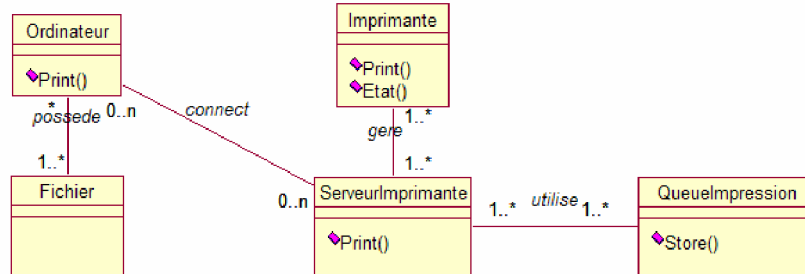 Ordinateur
Print()
Imprimante
Print()
Etat()
*
possede
0..n
connect
1..*
gere
1..*
1..*
Fichier
0..n
ServeurImprimante
Print()
1..*
utilise
1..*
QueueImpression
Store()